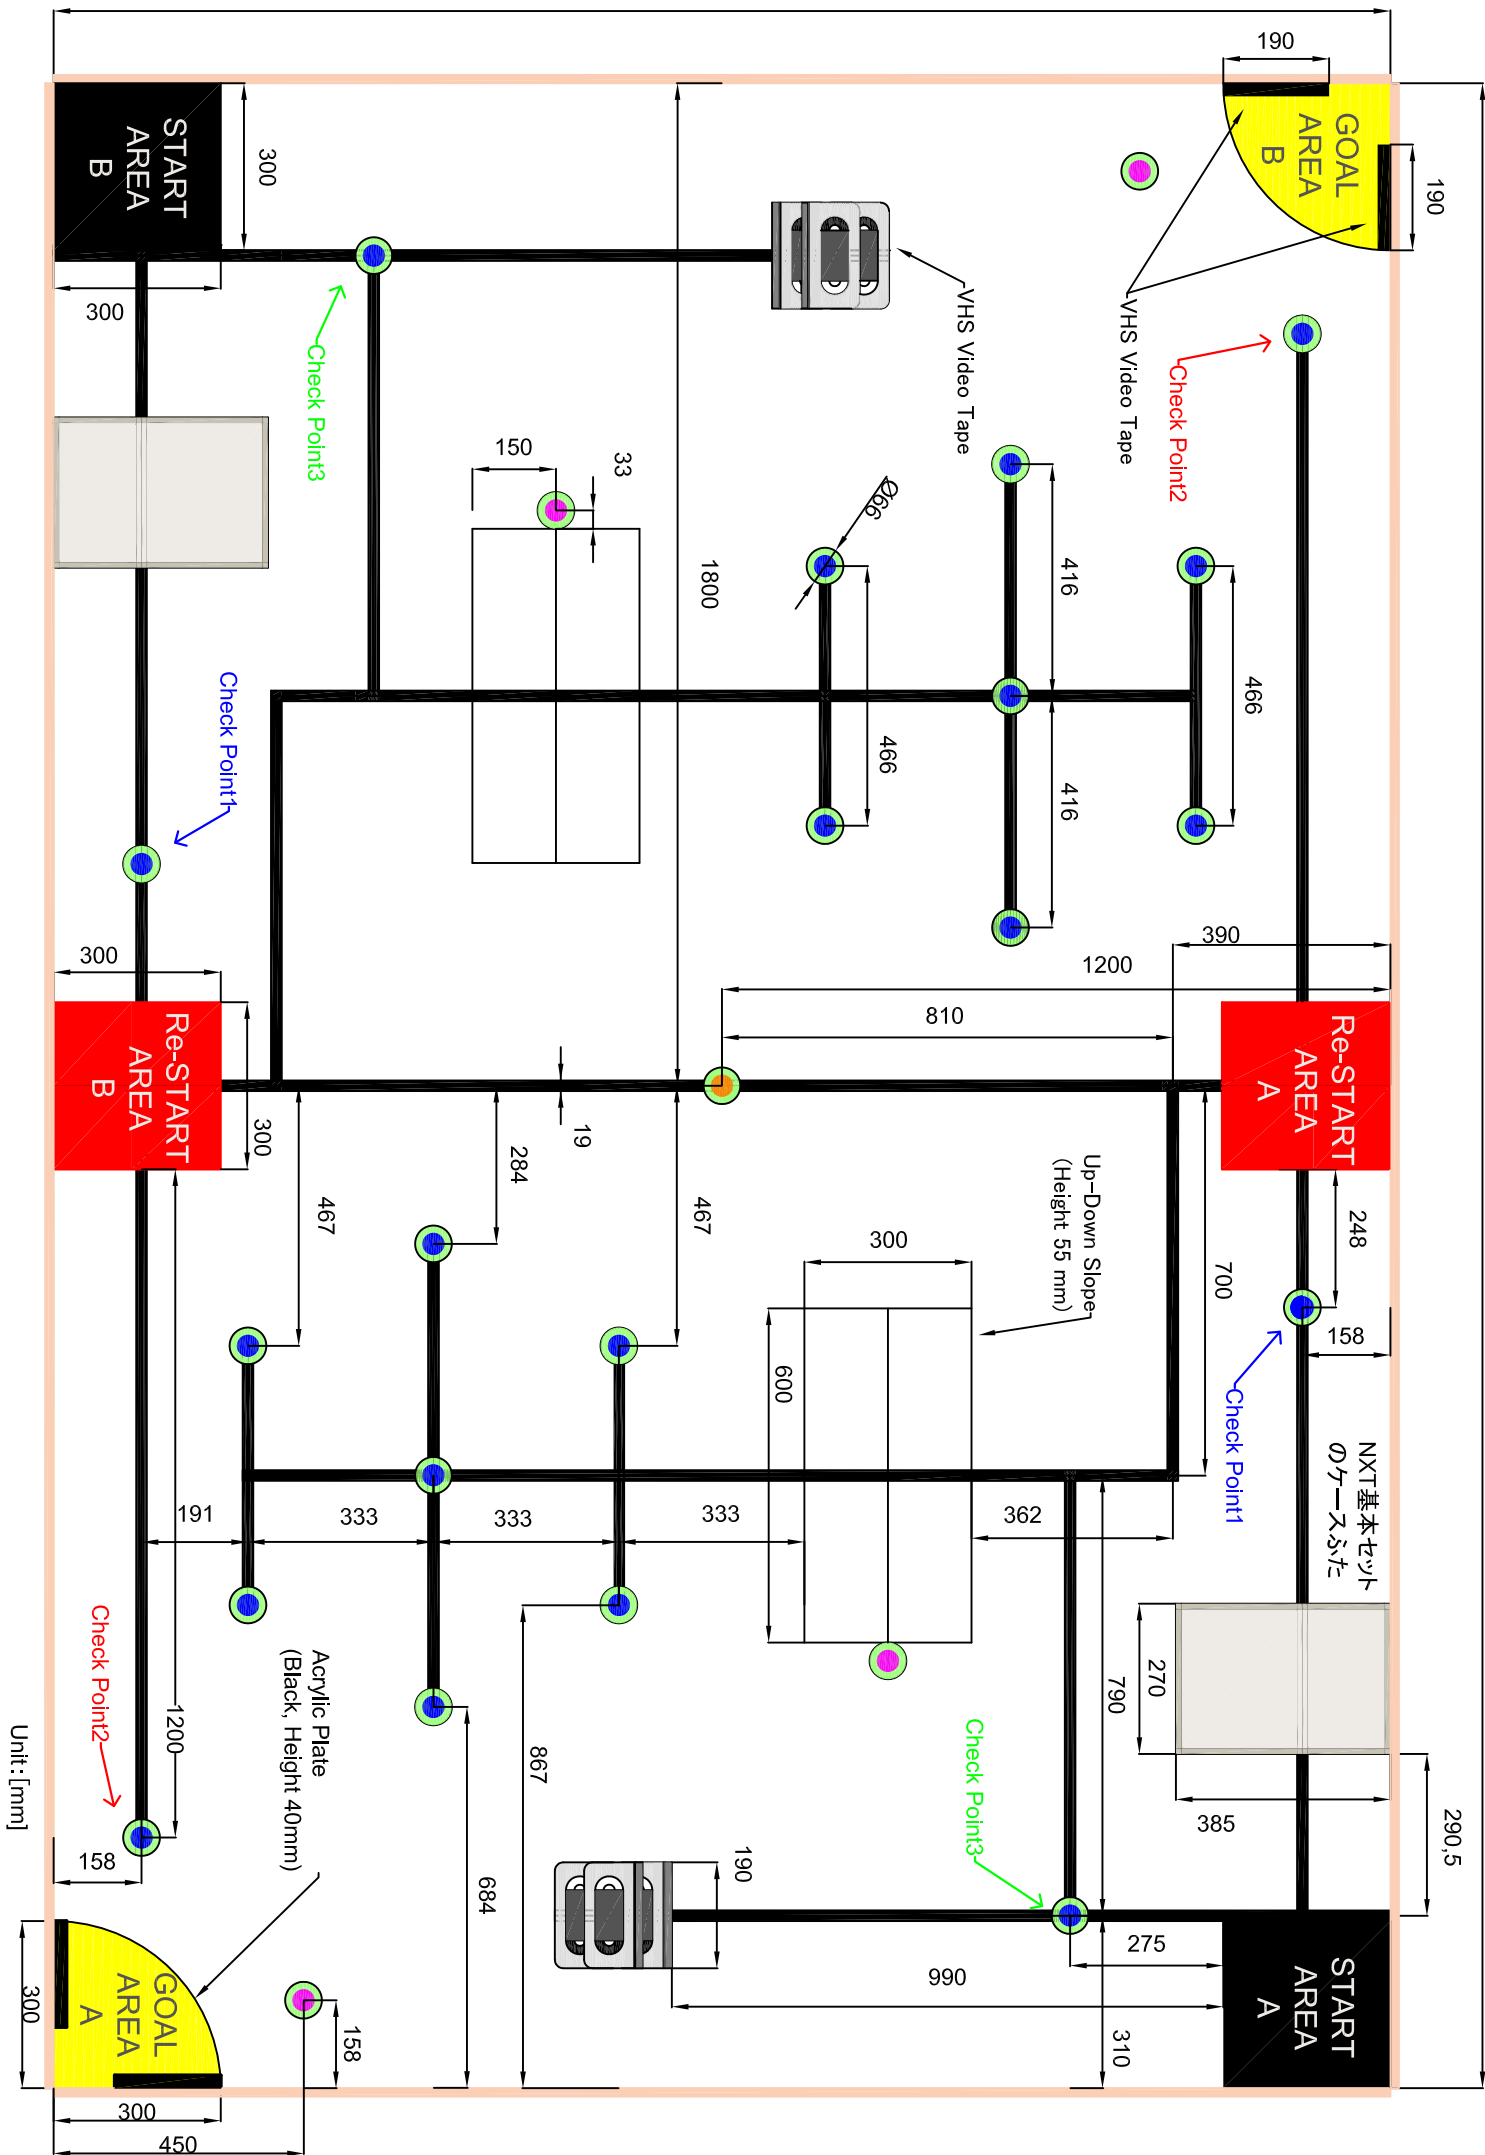 190
190
GOAL
AREA
B
START
AREA
B
300
300
VHS Video Tape
VHS Video Tape
Check Point2
Check Point3
150
33
Ø66
1800
416
466
466
416
Check Point1
390
1200
810
300
Re-START
AREA
B
300
Re-START
AREA
A
19
284
467
467
248
700
158
Up-Down Slope
(Height 55 mm)
300
600
Check Point1
NXT基本セット
のケースふた
191
333
333
333
362
270
790
385
290,5
Check Point2
1200
Acrylic Plate
(Black, Height 40mm)
867
684
Check Point3
190
Unit:[mm]
158
275
990
310
START
AREA
A
GOAL
AREA
A
300
158
300
450